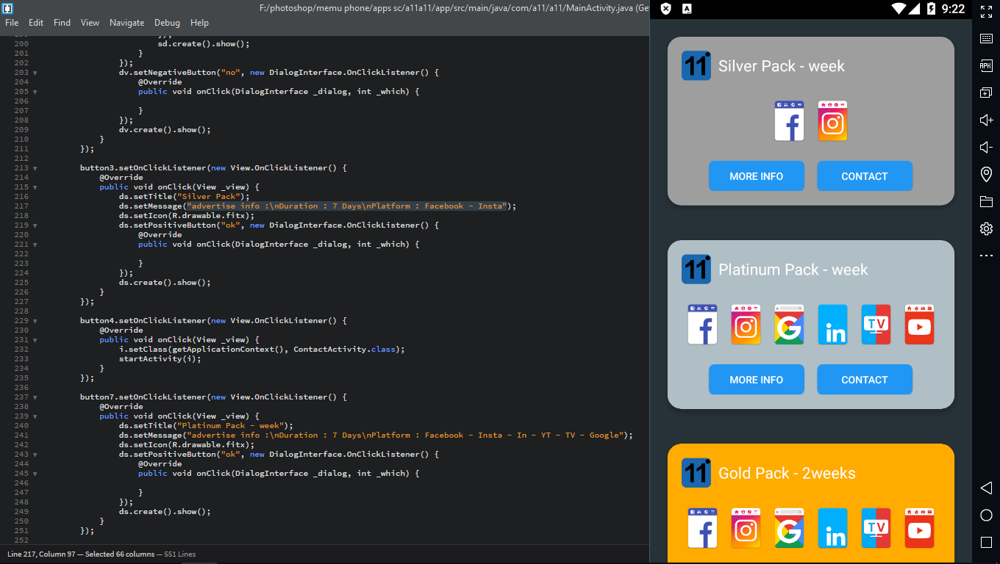 F:/photoshop/memu phone/apps sc/a11a11/app/src/main/java/com/a11/a11/MainActivity.java (Ge
File Edit Find View Navigate Debug Help
200 sd.create().show();
201 }
202 });
203 dv.setNegativeButton("no", new DialogInterface.OnClickListener() {
204 @Override
205 public void onClick(DialogInterface _dialog, int _which) {
206
207 }
208 });
209 dv.create().show();
210 }
211 });
212
213 button3.setOnClickListener(new View.OnClickListener() {
214 @Override
215 public void onClick(View _view) {
216 ds.setTitle("Silver Pack");
217 ds.setMessage("advertise info :\nDuration : 7 Days\nPlatform : Facebook - Insta");
218 ds.setIcon(R.drawable.fitx);
219 ds.setPositiveButton("ok", new DialogInterface.OnClickListener() {
220 @Override
221 public void onClick(DialogInterface _dialog, int _which) {
222
223 }
224 });
225 ds.create().show();
226 }
227 });
228
229 button4.setOnClickListener(new View.OnClickListener() {
230 @Override
231 public void onClick(View _view) {
232 i.setClass(getApplicationContext(), ContactActivity.class);
233 startActivity(i);
234 }
235 });
236
237 button7.setOnClickListener(new View.OnClickListener() {
238 @Override
239 public void onClick(View _view) {
240 ds.setTitle("Platinum Pack - week");
241 ds.setMessage("advertise info :\nDuration : 7 Days\nPlatform : Facebook - Insta - In - YT - TV - Google");
242 ds.setIcon(R.drawable.fitx);
243 ds.setPositiveButton("ok", new DialogInterface.OnClickListener() {
244 @Override
245 public void onClick(DialogInterface _dialog, int _which) {
246
247 }
248 });
249 ds.create().show();
250 }
251 });
252
Line 217, Column 97 — Selected 66 columns — 551 Lines
A 9:22
11 Silver Pack - week
f
MORE INFO CONTACT
11 Platinum Pack - week
f G in TV
MORE INFO CONTACT
11 Gold Pack - 2weeks
f G in TV
APK